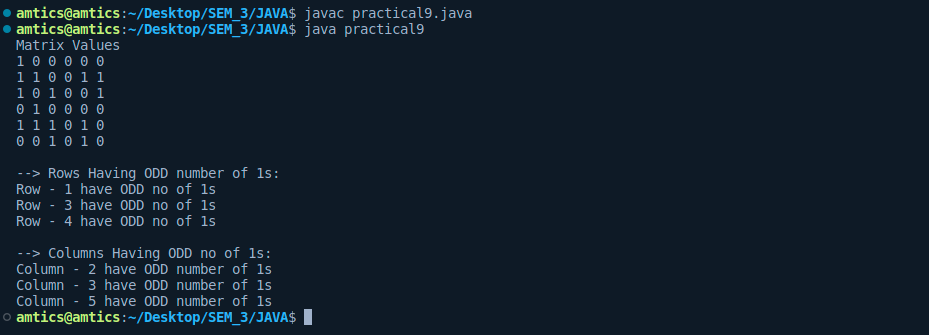 amtics@amtics:~/Desktop/SEM_3/JAVA$ javac practical9.java
amtics@amtics:~/Desktop/SEM_3/JAVA$ java practical9
Matrix Values
1 0 0 0 0 0
1 1 0 0 1 1
1 0 1 0 0 1
0 1 0 0 0 0
1 1 1 0 1 0
0 0 1 0 1 0

--> Rows Having ODD number of 1s:
Row - 1 have ODD no of 1s
Row - 3 have ODD no of 1s
Row - 4 have ODD no of 1s

--> Columns Having ODD no of 1s:
Column - 2 have ODD number of 1s
Column - 3 have ODD number of 1s
Column - 5 have ODD number of 1s
amtics@amtics:~/Desktop/SEM_3/JAVA$